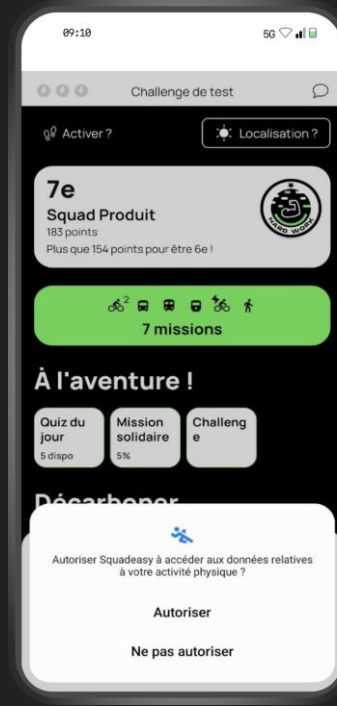 09:10
5G
Challenge de test
Activer ?
Localisation ?
7e
Squad Produit
183 points
Plus que 154 points pour être 6e !
HARD WORK
2
7 missions
À l'aventure !
Quiz du
jour
5 dispo
Mission
solidaire
5%
Challeng
e
Décarboner
Autoriser Squadeasy à accéder aux données relatives
à votre activité physique ?
Autoriser
Ne pas autoriser